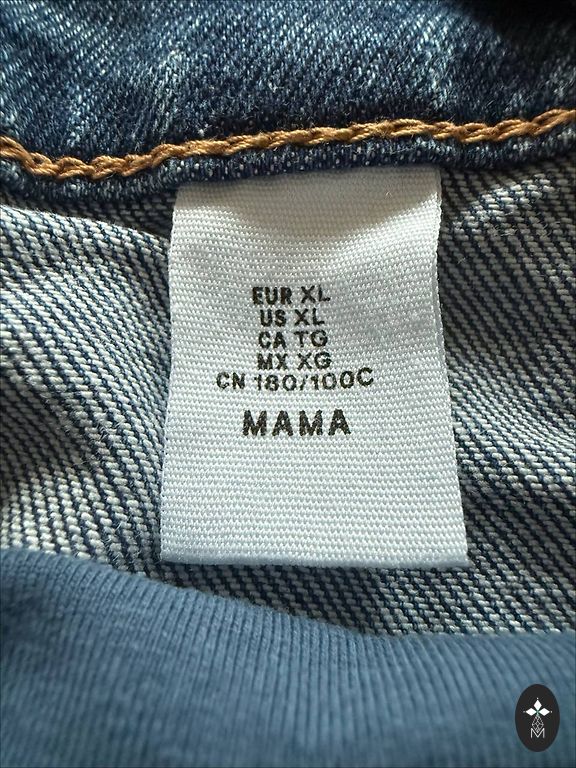 EUR XL
US XL
CA TG
MX XG
CN 180/100C
MAMA
M